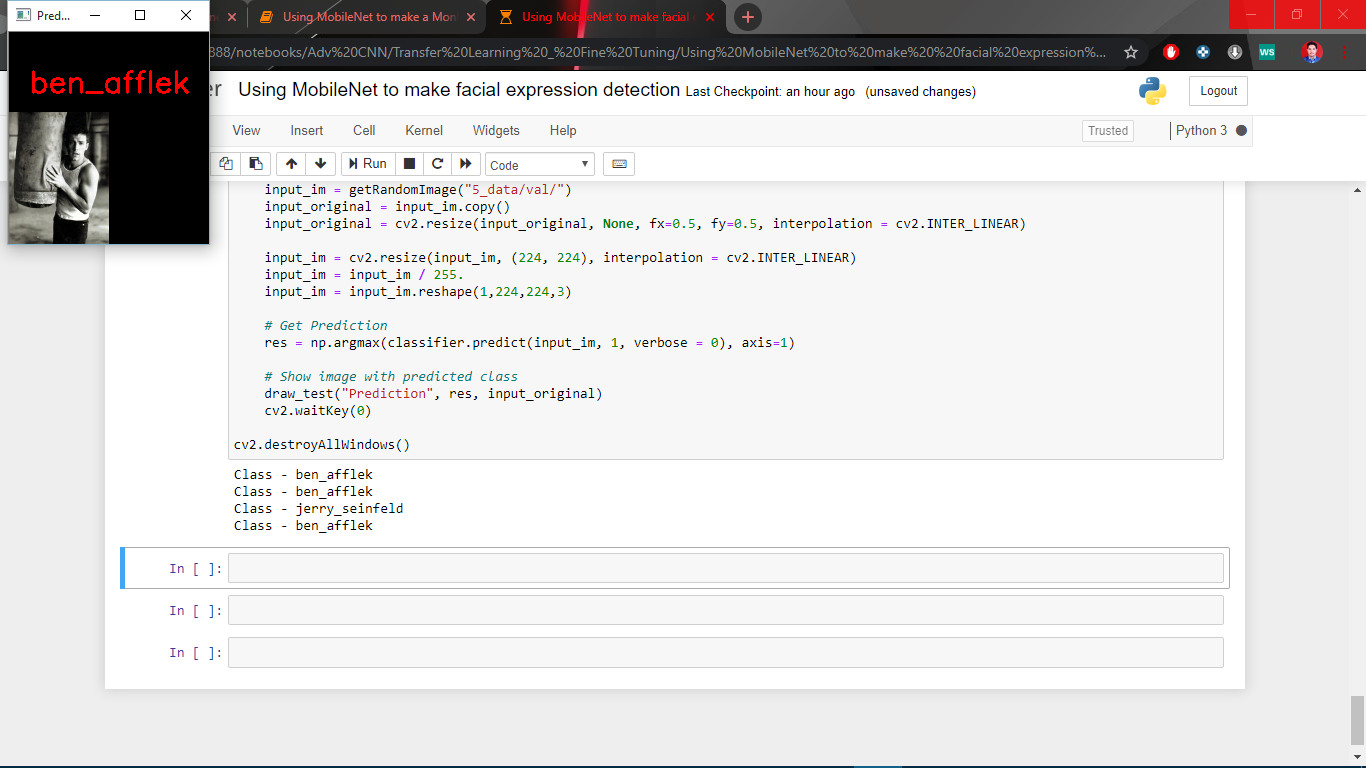 Pred...
ben_afflek
Using MobileNet to make a Mon
Using MobileNet to make facial
888/notebooks/Adv%20CNN/Transfer%20Learning%20_%20Fine%20Tuning/Using%20MobileNet%20to%20make%20%20facial%20expression%...
WS
er Using MobileNet to make facial expression detection Last Checkpoint: an hour ago (unsaved changes)
Logout
View Insert Cell Kernel Widgets Help
Trusted
Python 3
Run
Code
input_im = getRandomImage("5_data/val/")
input_original = input_im.copy()
input_original = cv2.resize(input_original, None, fx=0.5, fy=0.5, interpolation = cv2.INTER_LINEAR)
input_im = cv2.resize(input_im, (224, 224), interpolation = cv2.INTER_LINEAR)
input_im = input_im / 255.
input_im = input_im.reshape(1,224,224,3)
# Get Prediction
res = np.argmax(classifier.predict(input_im, 1, verbose = 0), axis=1)
# Show image with predicted class
draw_test("Prediction", res, input_original)
cv2.waitKey(0)
cv2.destroyAllWindows()
Class - ben_afflek
Class - ben_afflek
Class - jerry_seinfeld
Class - ben_afflek
In [ ]:
In [ ]:
In [ ]: